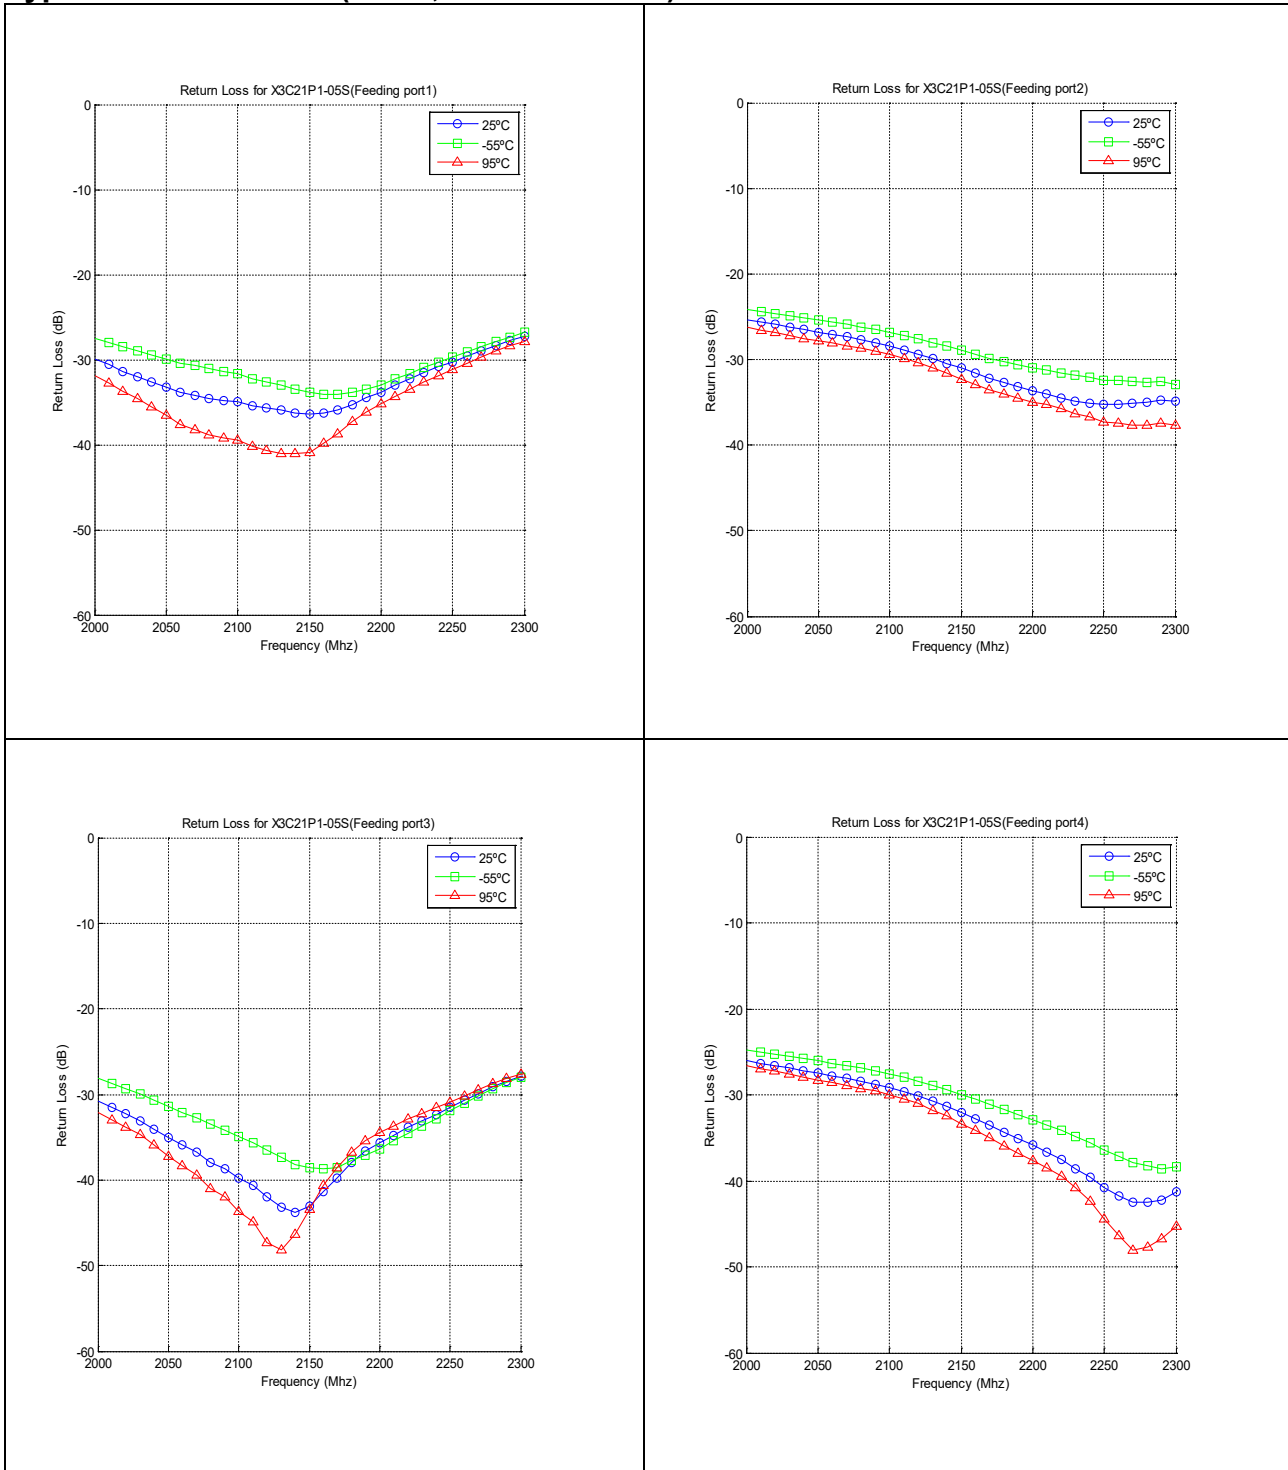 Return Loss for X3C21P1-05S(Feeding port1)
0
-10
-20
-30
-40
-50
-60
Return Loss (dB)
25ºC
-55ºC
95ºC
2000 2050 2100 2150 2200 2250 2300
Frequency (Mhz)
Return Loss for X3C21P1-05S(Feeding port2)
0
-10
-20
-30
-40
-50
-60
Return Loss (dB)
25ºC
-55ºC
95ºC
2000 2050 2100 2150 2200 2250 2300
Frequency (Mhz)
Return Loss for X3C21P1-05S(Feeding port3)
0
-10
-20
-30
-40
-50
-60
Return Loss (dB)
25ºC
-55ºC
95ºC
2000 2050 2100 2150 2200 2250 2300
Frequency (Mhz)
Return Loss for X3C21P1-05S(Feeding port4)
0
-10
-20
-30
-40
-50
-60
Return Loss (dB)
25ºC
-55ºC
95ºC
2000 2050 2100 2150 2200 2250 2300
Frequency (Mhz)